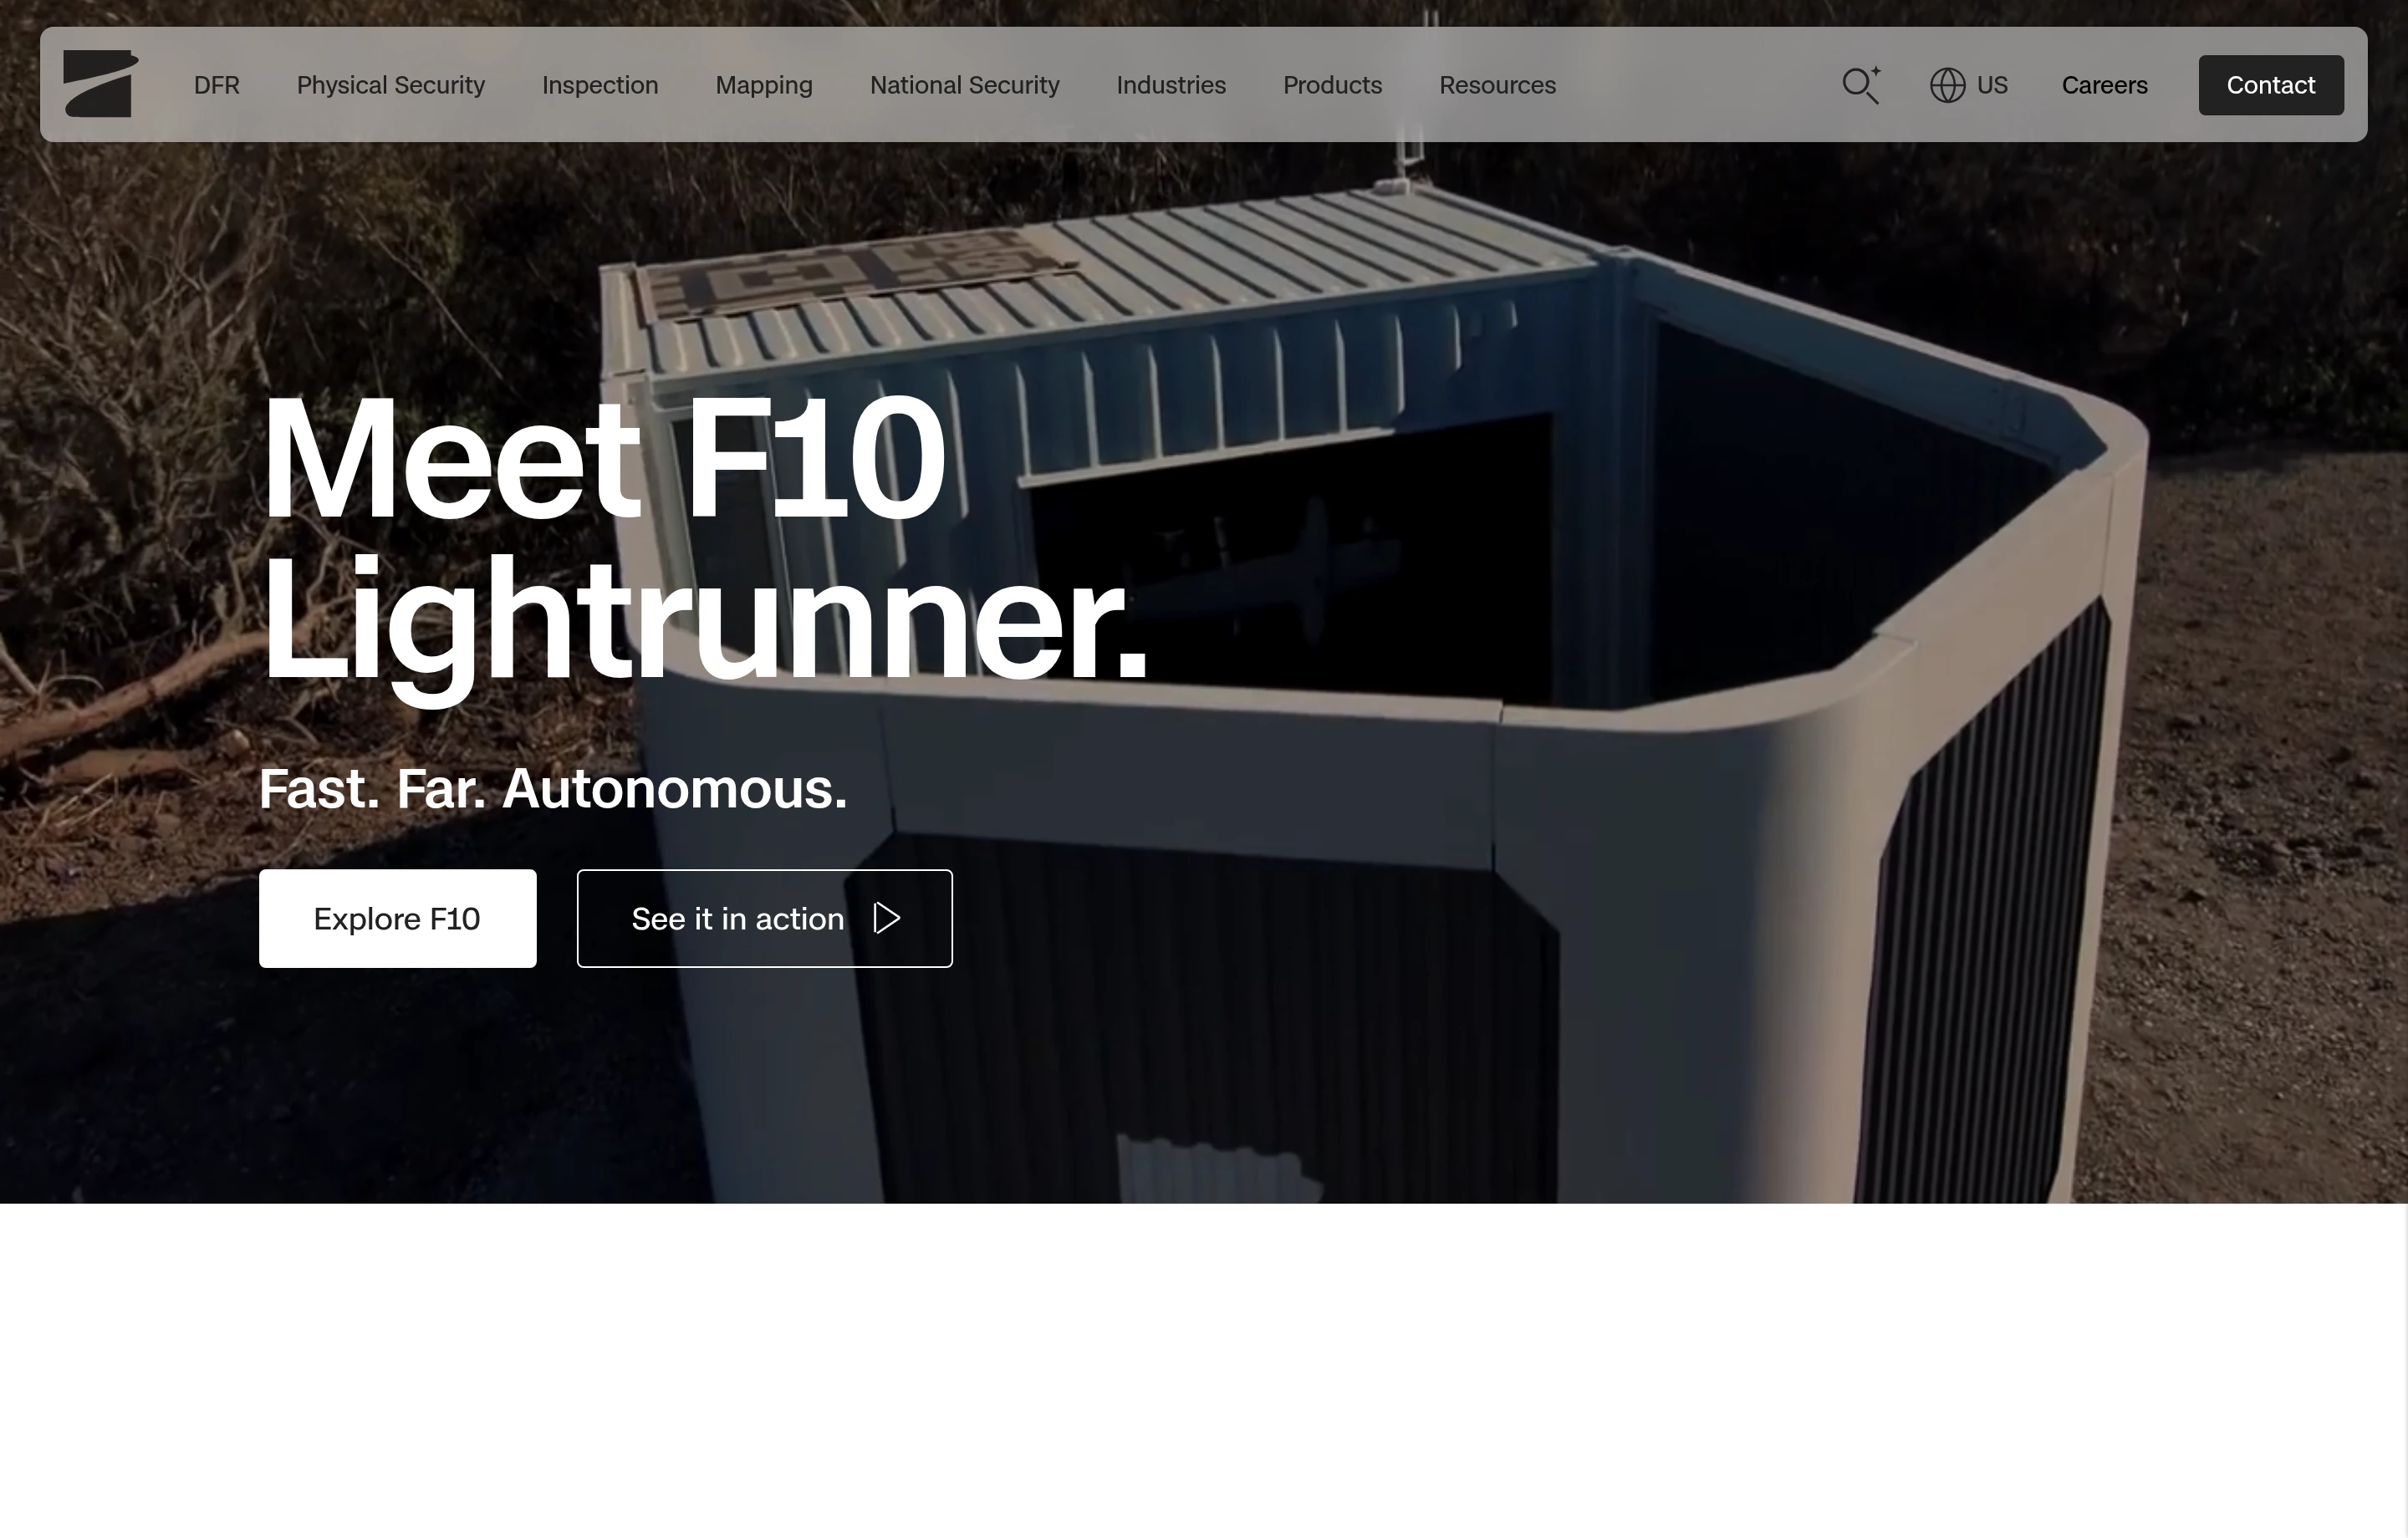 DFR
Physical Security
Inspection
Mapping
National Security
Industries
Products
Resources
US
Careers
Contact
Meet F10
Lightrunner.
Fast. Far. Autonomous.
Explore F10
See it in action